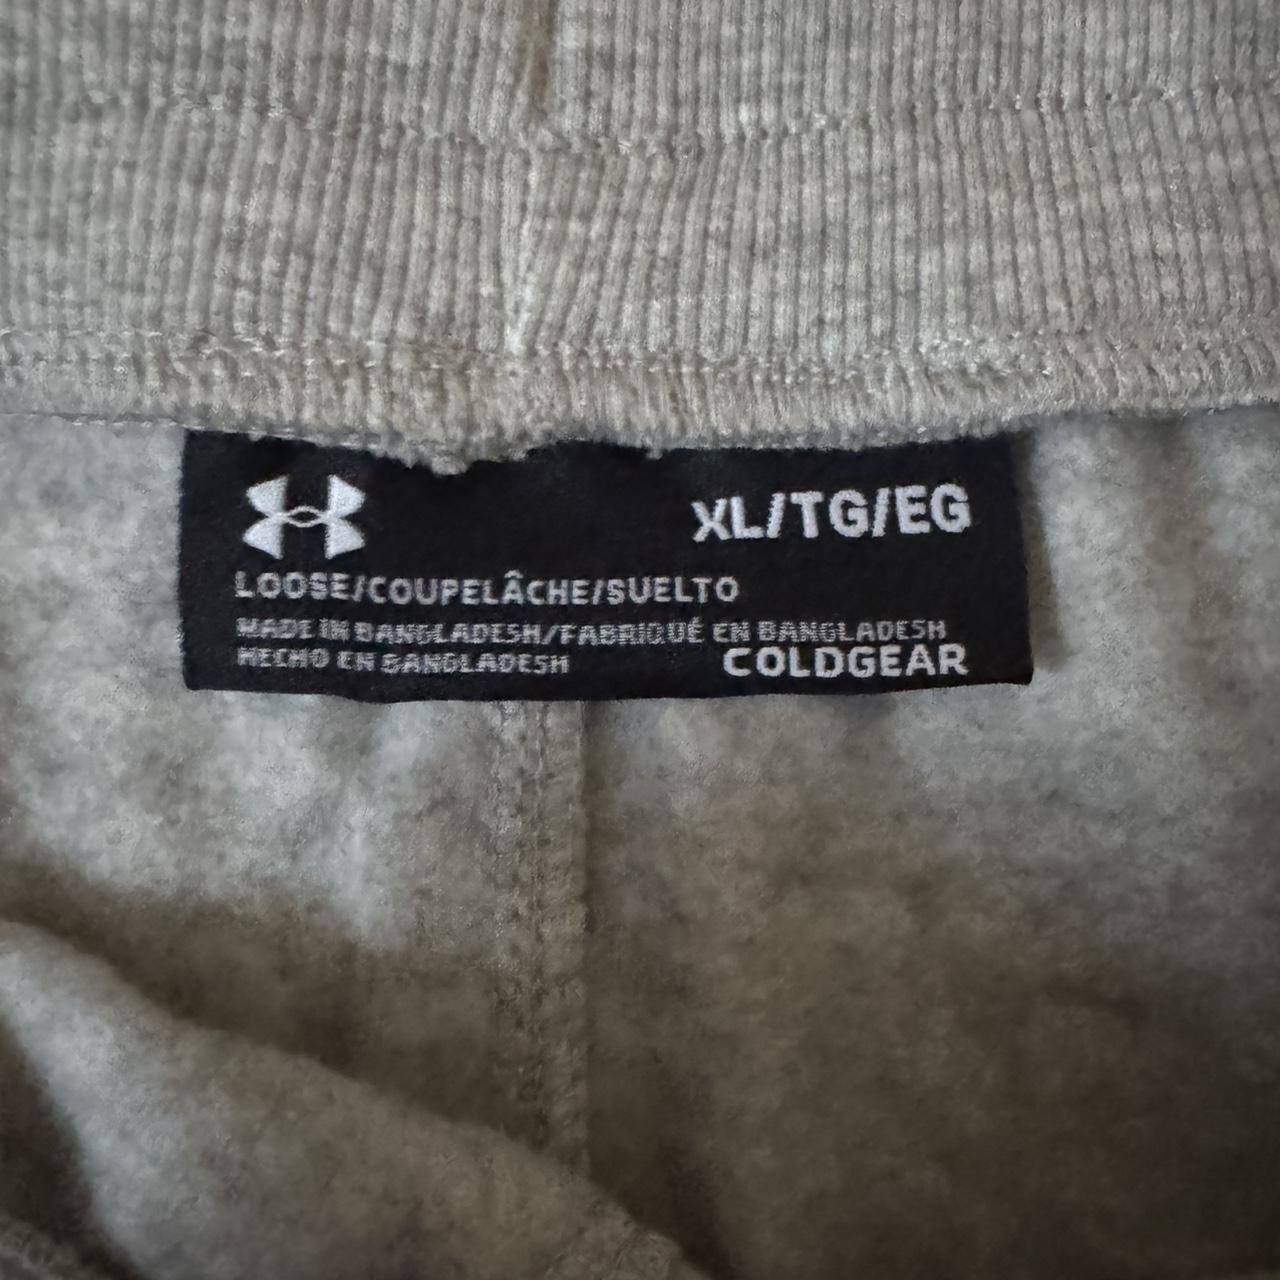 XL/TG/EG
LOOSE/COUPELÂCHE/SUELTO
MADE IN BANGLADESH/FABRIQUÉ EN BANGLADESH
HECHO EN BANGLADESH
COLDGEAR